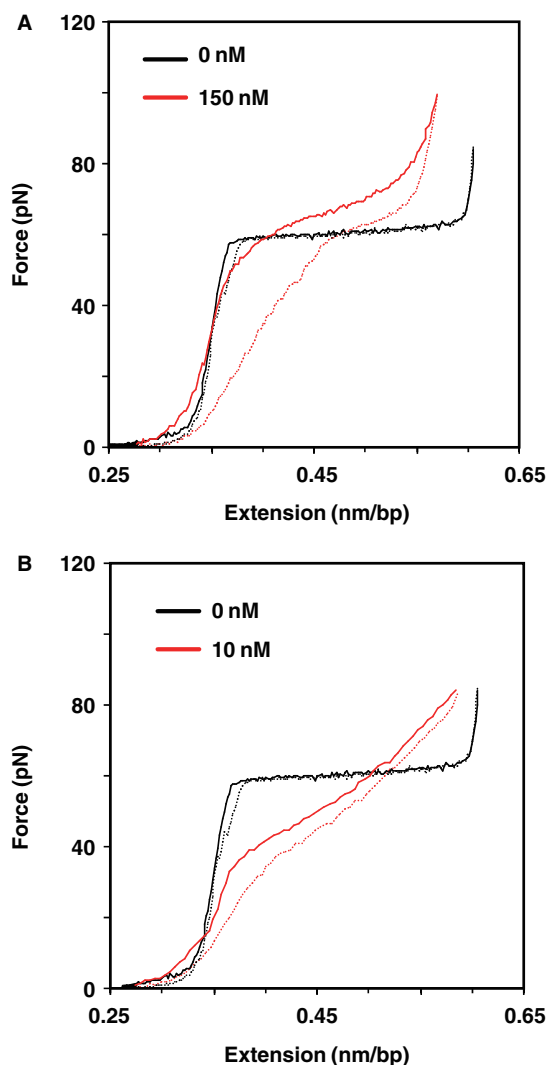 A
120
0 nM
150 nM
80
Force (pN)
40
0
0.25
0.45
0.65
Extension (nm/bp)
B
120
0 nM
10 nM
80
Force (pN)
40
0
0.25
0.45
0.65
Extension (nm/bp)